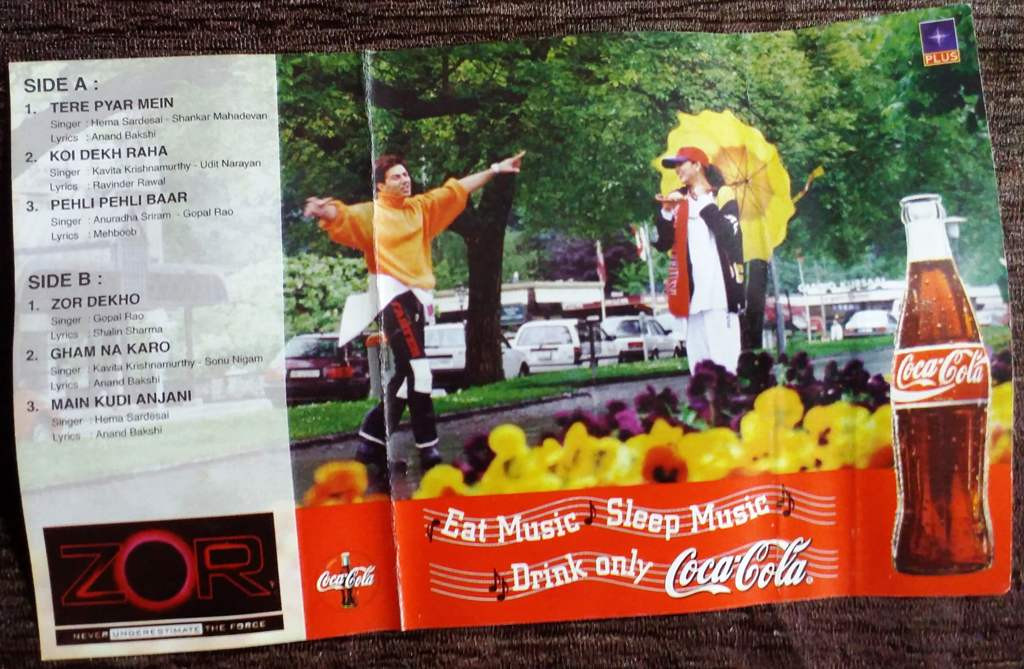 SIDE A :
1. TERE PYAR MEIN
Singer : Hema Sardesai - Shankar Mahadevan
Lyrics : Anand Bakshi
2. KOI DEKH RAHA
Singer : Kavita Krishnamurthy - Udit Narayan
Lyrics : Ravinder Rawal
3. PEHLI PEHLI BAAR
Singer : Anuradha Sriram - Gopal Rao
Lyrics : Mehboob
SIDE B :
1. ZOR DEKHO
Singer : Gopal Rao
Lyrics : Shalin Sharma
2. GHAM NA KARO
Singer : Kavita Krishnamurthy - Sonu Nigam
Lyrics : Anand Bakshi
3. MAIN KUDI ANJANI
Singer : Hema Sardesai
Lyrics : Anand Bakshi
ZOR
NEVER UNDERESTIMATE THE FORCE
PLUS
Coca-Cola
Coca-Cola
Eat Music Sleep Music
Drink only Coca-Cola